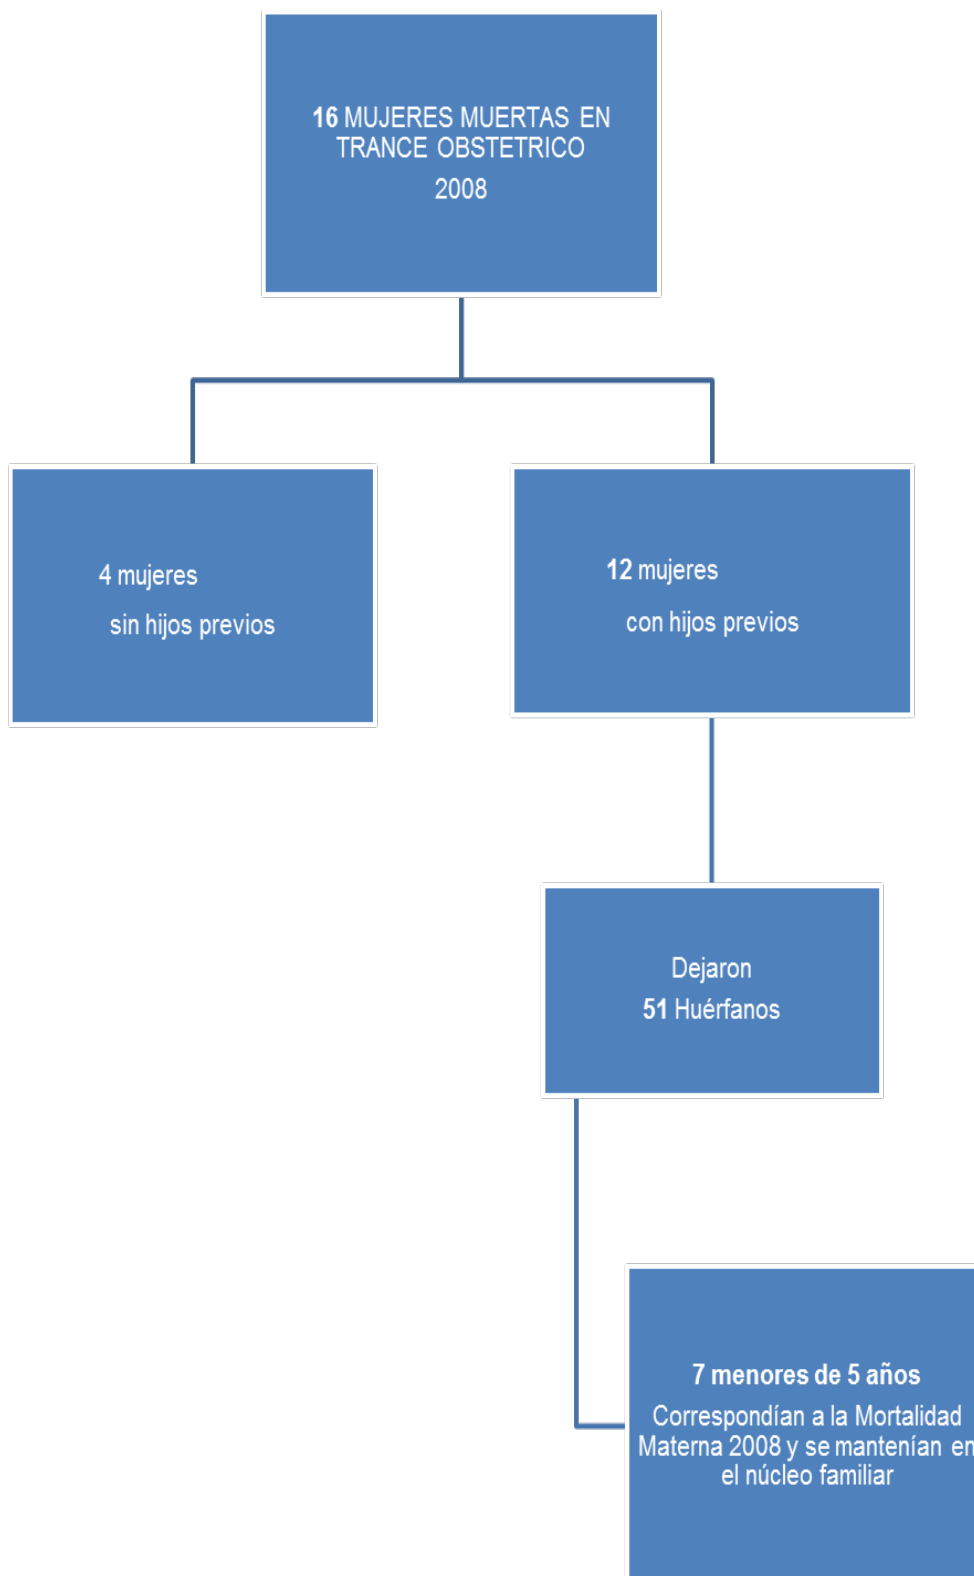 16 MUJERES MUERTAS EN
TRANCE OBSTETRICO
2008
4 mujeres
sin hijos previos
12 mujeres
con hijos previos
Dejaron
51 Huérfanos
7 menores de 5 años
Correspondían a la Mortalidad
Materna 2008 y se mantenían en
el núcleo familiar